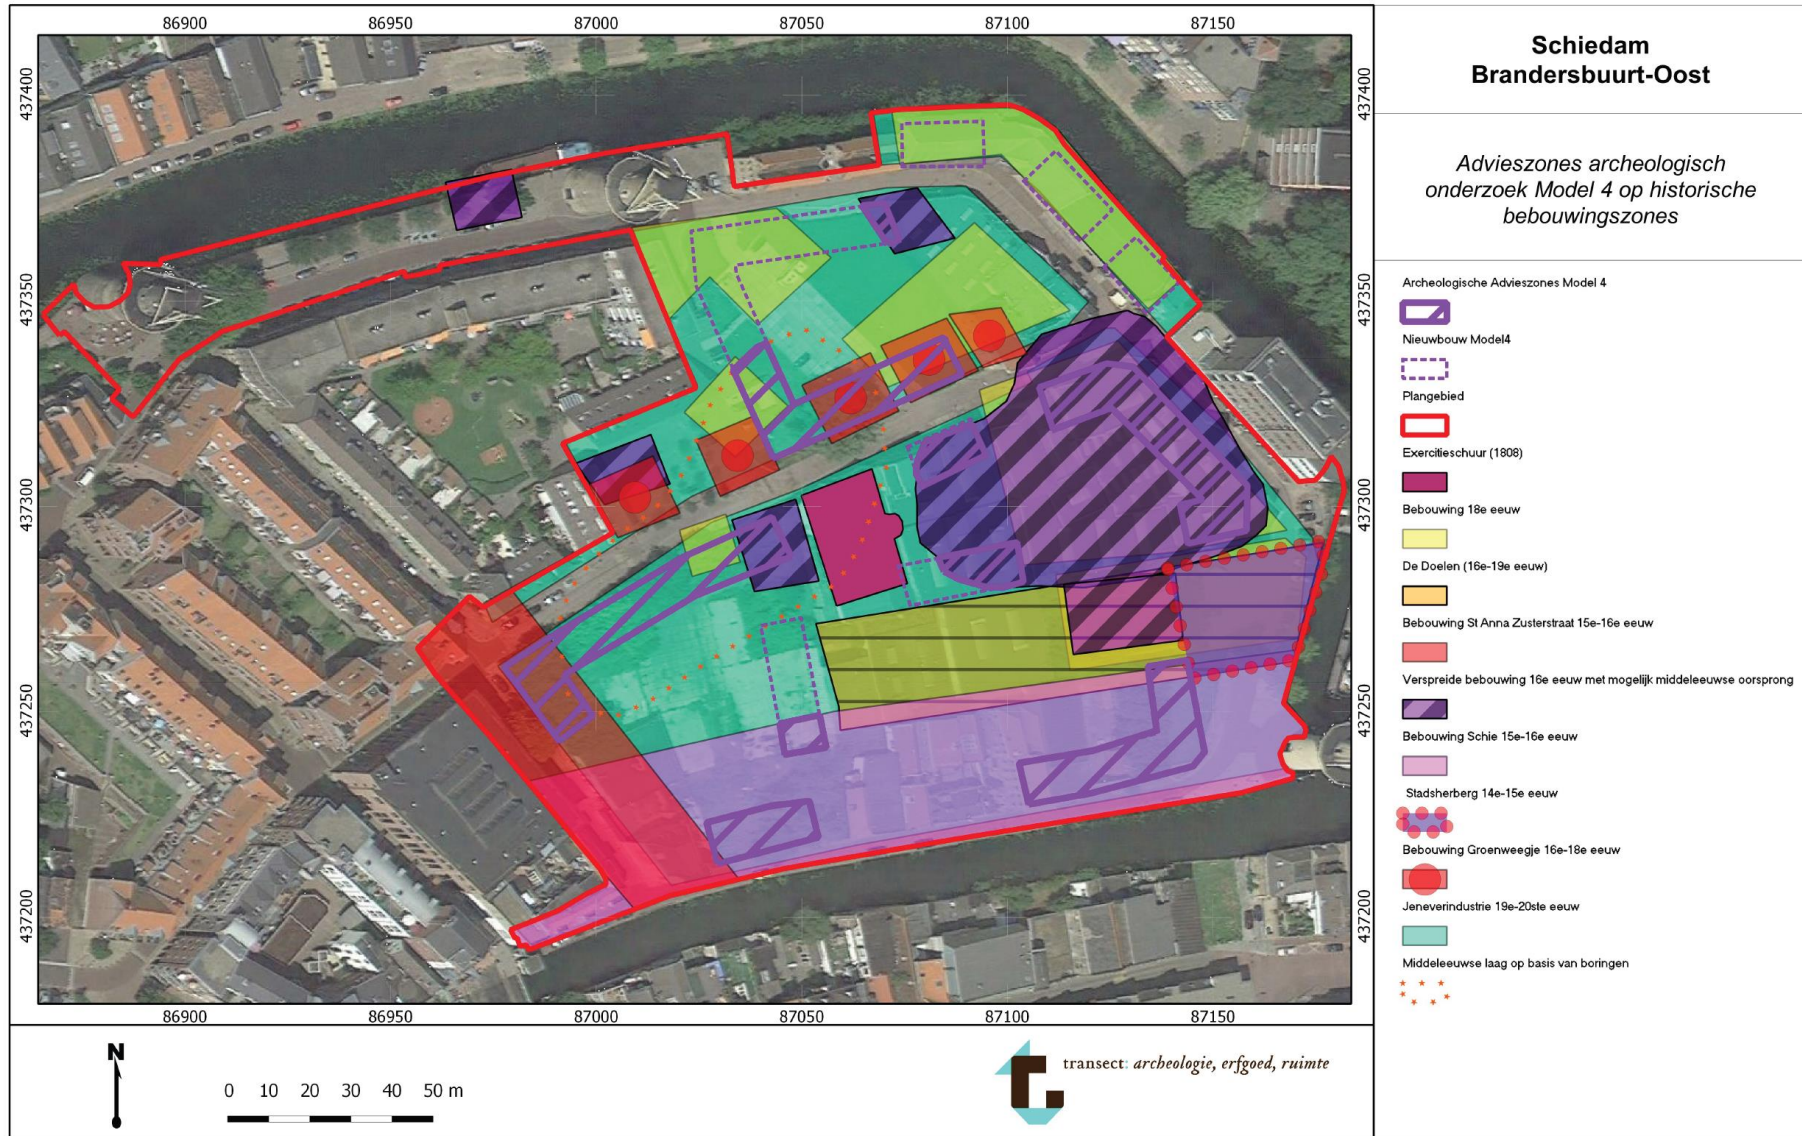 86900 86950 87000 87050 87100 87150
437400 437400
437350 437350
437300 437300
437250 437250
437200 437200
86900 86950 87000 87050 87100 87150
N
0 10 20 30 40 50 m
transect: archeologie, erfgoed, ruimte
Schiedam
Brandersbuurt-Oost
Advieszones archeologisch
onderzoek Model 4 op historische
bebouwingszones
Archeologische Advieszones Model 4
Nieuwbouw Model4
Plangebied
Exercitieschuur (1808)
Bebouwing 18e eeuw
De Doelen (16e-19e eeuw)
Bebouwing St Anna Zusterstraat 15e-16e eeuw
Verspreide bebouwing 16e eeuw met mogelijk middeleeuwse oorsprong
Bebouwing Schie 15e-16e eeuw
Stadsherberg 14e-15e eeuw
Bebouwing Groenweegje 16e-18e eeuw
Jeneverindustrie 19e-20ste eeuw
Middeleeuwse laag op basis van boringen